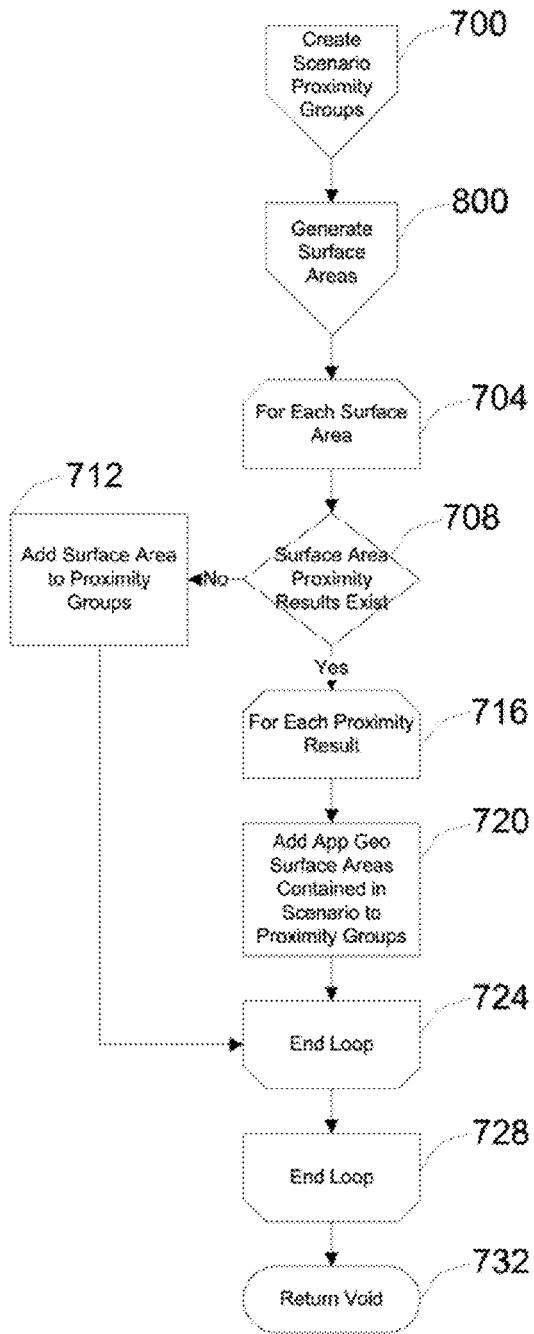 700
Create
Scenario
Proximity
Groups
800
Generate
Surface
Areas
704
For Each Surface
Area
712
Add Surface Area
to Proximity
Groups
No
708
Surface Area
Proximity
Results Exist
Yes
716
For Each Proximity
Result
720
Add App Geo
Surface Areas
Contained in
Scenario to
Proximity Groups
724
End Loop
728
End Loop
732
Return Void